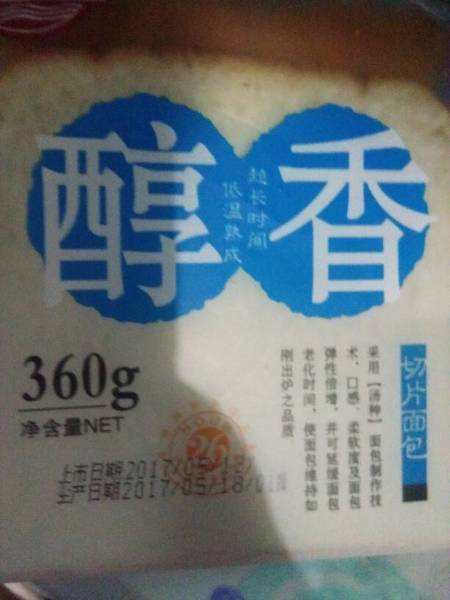 醇香
超长时间
低温熟成
360g
净含量NET
采用【汤种】面包制作技
术，口感、柔软度及面包
弹性倍增，并可延缓面包
老化时间，使面包维持如
刚出炉之品质
切片面包
26
上市日期2017/05/18
生产日期2017/05/18/01